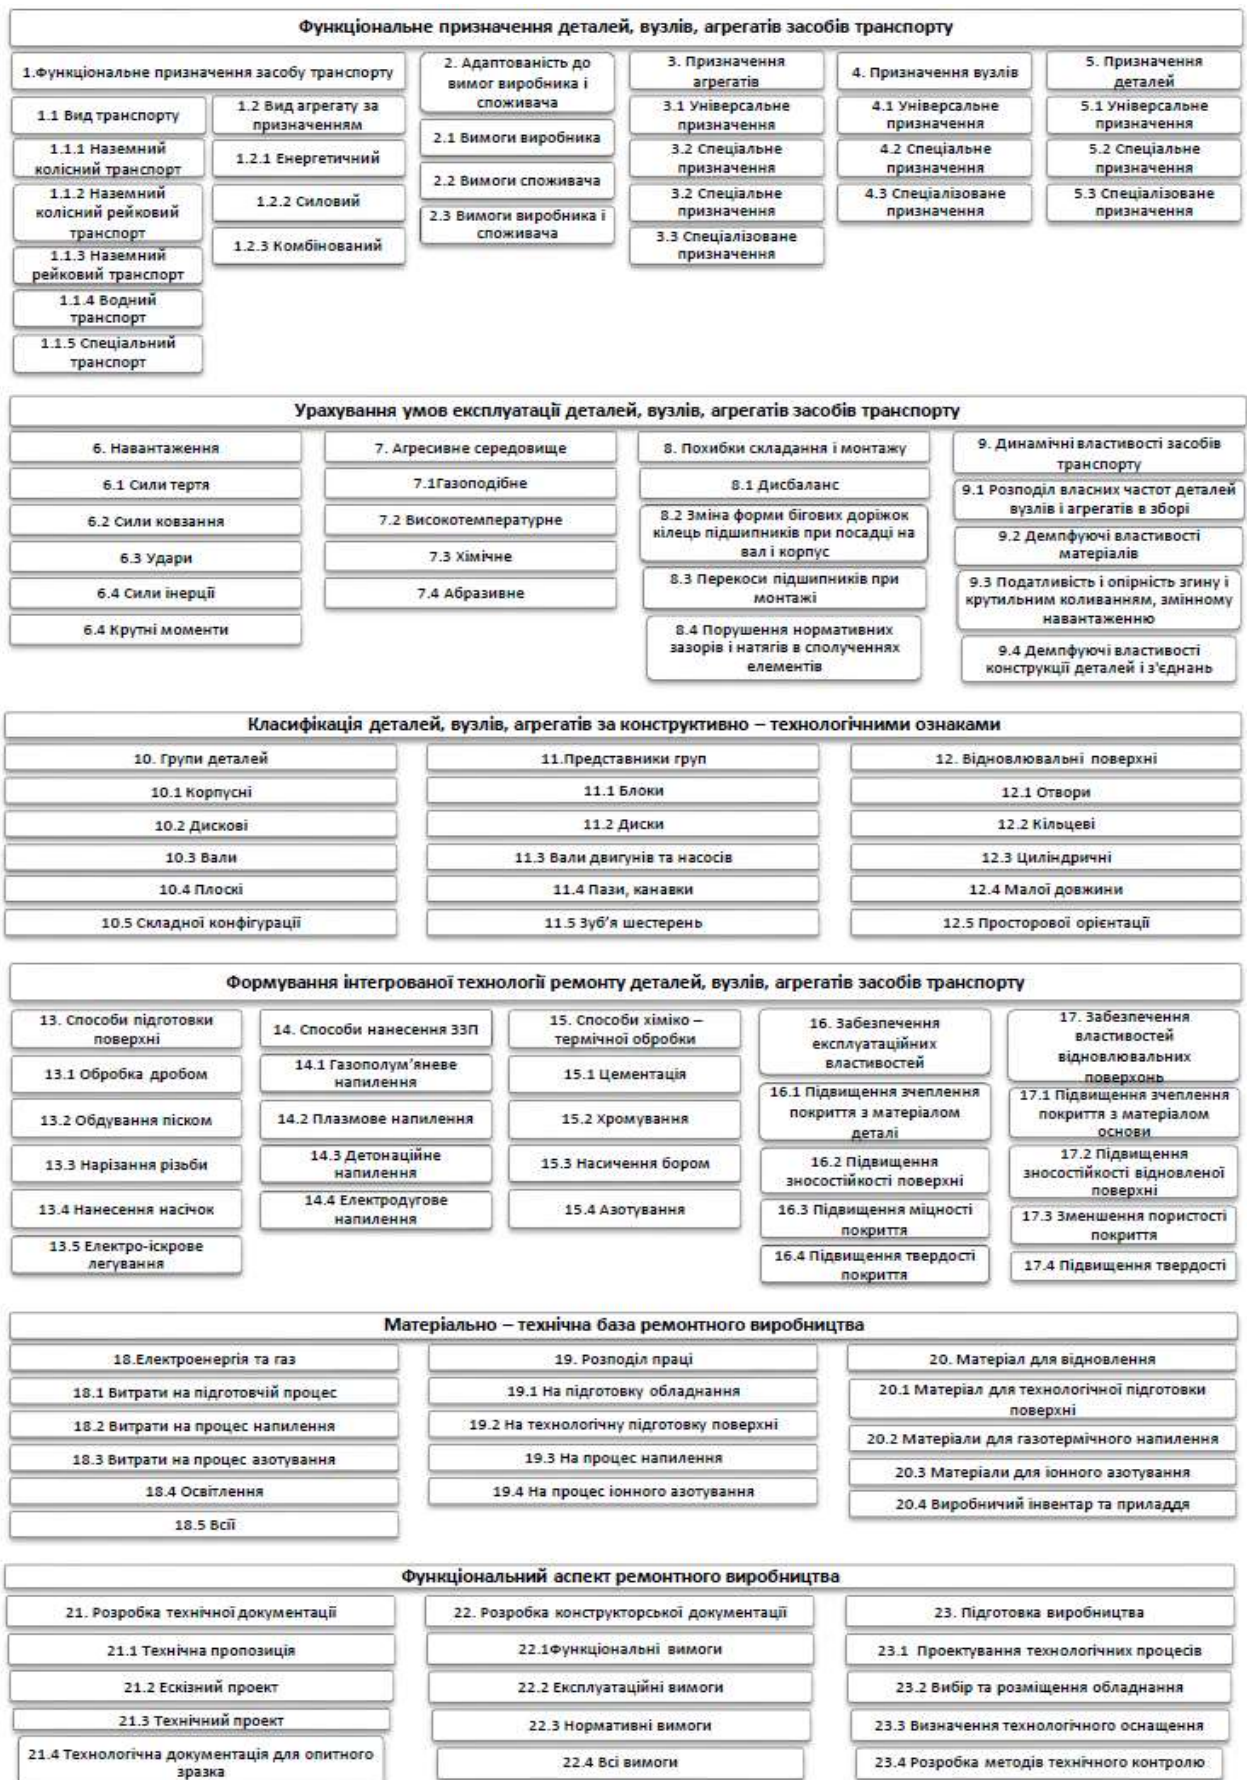 Функціональне призначення деталей, вузлів, агрегатів засобів транспорту
1.Функціональне призначення засобу транспорту
1.1 Вид транспорту
1.1.1 Наземний
колісний транспорт
1.1.2 Наземний
колісний рейковий
транспорт
1.1.3 Наземний
рейковий транспорт
1.1.4 Водний
транспорт
1.1.5 Спеціальний
транспорт
1.2 Вид агрегату за
призначенням
1.2.1 Енергетичний
1.2.2 Силовий
1.2.3 Комбінований
2. Адаптованість до
вимог виробника і
споживача
2.1 Вимоги виробника
2.2 Вимоги споживача
2.3 Вимоги виробника і
споживача
3. Призначення
агрегатів
3.1 Універсальне
призначення
3.2 Спеціальне
призначення
3.2 Спеціальне
призначення
3.3 Спеціалізоване
призначення
4. Призначення вузлів
4.1 Універсальне
призначення
4.2 Спеціальне
призначення
4.3 Спеціалізоване
призначення
5. Призначення
деталей
5.1 Універсальне
призначення
5.2 Спеціальне
призначення
5.3 Спеціалізоване
призначення
Урахування умов експлуатації деталей, вузлів, агрегатів засобів транспорту
6. Навантаження
6.1 Сили тертя
6.2 Сили ковзання
6.3 Удари
6.4 Сили інерції
6.4 Крутні моменти
7. Агресивне середовище
7.1Газоподібне
7.2 Високотемпературне
7.3 Хімічне
7.4 Абразивне
8. Похибки складання і монтажу
8.1 Дисбаланс
8.2 Зміна форми бігових доріжок
кілець підшипників при посадці на
вал і корпус
8.3 Перекоси підшипників при
монтажі
8.4 Порушення нормативних
зазорів і натягів в сполученнях
елементів
9. Динамічні властивості засобів
транспорту
9.1 Розподіл власних частот деталей
вузлів і агрегатів в зборі
9.2 Демпфуючі властивості
матеріалів
9.3 Податливість і опірність згину і
крутильним коливанням, змінному
навантаженню
9.4 Демпфуючі властивості
конструкції деталей і з'єднань
Класифікація деталей, вузлів, агрегатів за конструктивно – технологічними ознаками
10. Групи деталей
10.1 Корпусні
10.2 Дискові
10.3 Вали
10.4 Плоскі
10.5 Складної конфігурації
11.Представники груп
11.1 Блоки
11.2 Диски
11.3 Вали двигунів та насосів
11.4 Пази, канавки
11.5 Зуб’я шестерень
12. Відновлювальні поверхні
12.1 Отвори
12.2 Кільцеві
12.3 Циліндричні
12.4 Малої довжини
12.5 Просторової орієнтації
Формування інтегрованої технології ремонту деталей, вузлів, агрегатів засобів транспорту
13. Способи підготовки
поверхні
13.1 Обробка дробом
13.2 Обдування піском
13.3 Нарізання різьби
13.4 Нанесення насічок
13.5 Електро-іскрове
легування
14. Способи нанесення ЗЗП
14.1 Газополум’яневе
напилення
14.2 Плазмове напилення
14.3 Детонаційне
напилення
14.4 Електродугове
напилення
15. Способи хіміко –
термічної обробки
15.1 Цементація
15.2 Хромування
15.3 Насичення бором
15.4 Азотування
16. Забезпечення
експлуатаційних
властивостей
16.1 Підвищення зчеплення
покриття з матеріалом
деталі
16.2 Підвищення
зносостійкості поверхні
16.3 Підвищення міцності
покриття
16.4 Підвищення твердості
покриття
17. Забезпечення
властивостей
відновлювальних
поверхонь
17.1 Підвищення зчеплення
покриття з матеріалом
основи
17.2 Підвищення
зносостійкості відновленої
поверхні
17.3 Зменшення пористості
покриття
17.4 Підвищення твердості
Матеріально – технічна база ремонтного виробництва
18.Електроенергія та газ
18.1 Витрати на підготовчій процес
18.2 Витрати на процес напилення
18.3 Витрати на процес азотування
18.4 Освітлення
18.5 Всїї
19. Розподіл праці
19.1 На підготовку обладнання
19.2 На технологічну підготовку поверхні
19.3 На процес напилення
19.4 На процес іонного азотування
20. Матеріал для відновлення
20.1 Матеріал для технологічної підготовки
поверхні
20.2 Матеріали для газотермічного напилення
20.3 Матеріали для іонного азотування
20.4 Виробничий інвентар та приладдя
Функціональний аспект ремонтного виробництва
21. Розробка технічної документації
21.1 Технічна пропозиція
21.2 Ескізний проект
21.3 Технічний проект
21.4 Технологічна документація для опитного
зразка
22. Розробка конструкторської документації
22.1Функціональні вимоги
22.2 Експлуатаційні вимоги
22.3 Нормативні вимоги
22.4 Всі вимоги
23. Підготовка виробництва
23.1 Проектування технологічних процесів
23.2 Вибір та розміщення обладнання
23.3 Визначення технологічного оснащення
23.4 Розробка методів технічного контролю